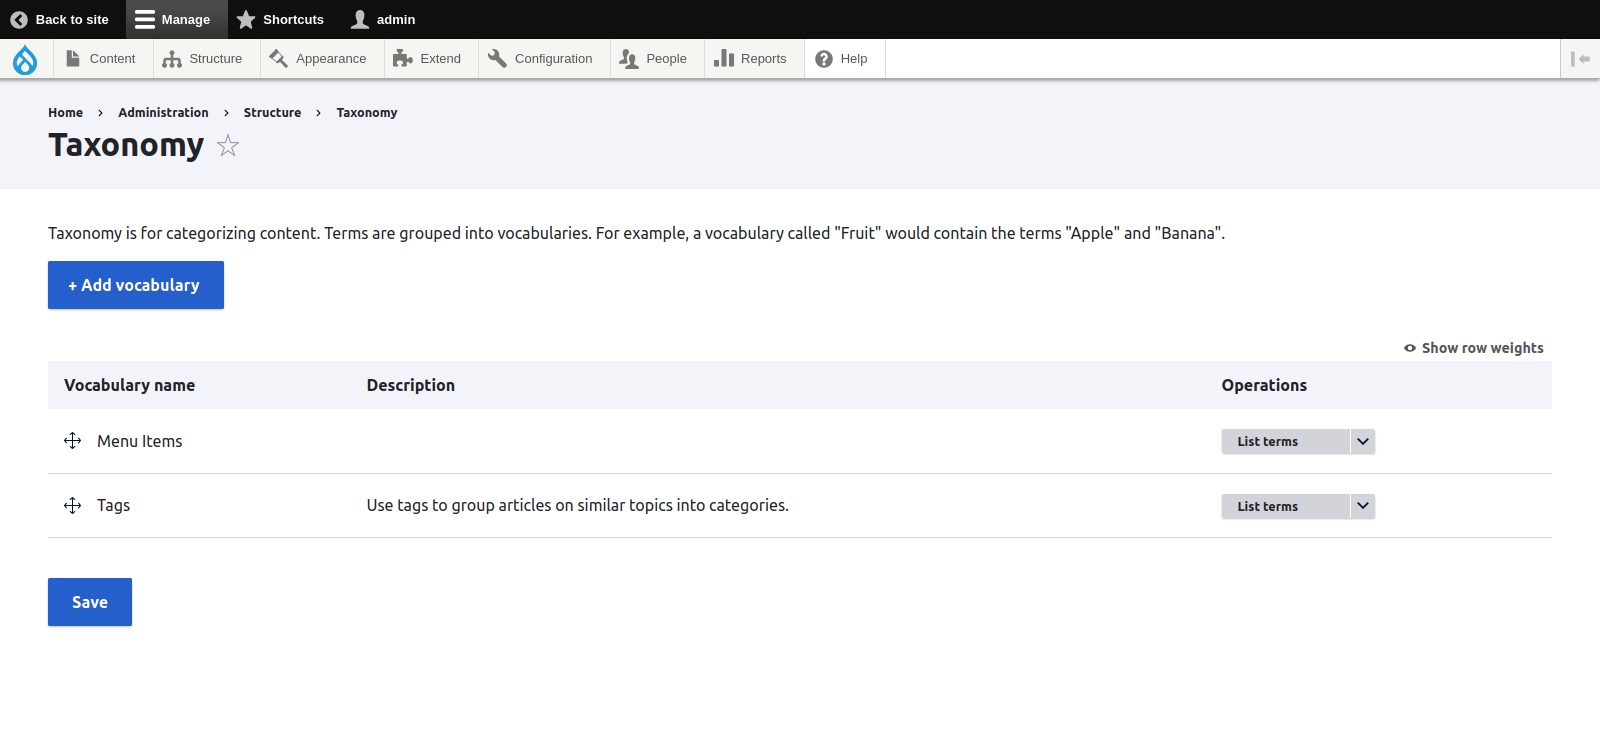 Back to site Manage Shortcuts admin
Content Structure Appearance Extend Configuration People Reports Help
Home › Administration › Structure › Taxonomy
Taxonomy
Taxonomy is for categorizing content. Terms are grouped into vocabularies. For example, a vocabulary called "Fruit" would contain the terms "Apple" and "Banana".
+ Add vocabulary
Show row weights
Vocabulary name Description Operations
Menu Items List terms
Tags Use tags to group articles on similar topics into categories. List terms
Save